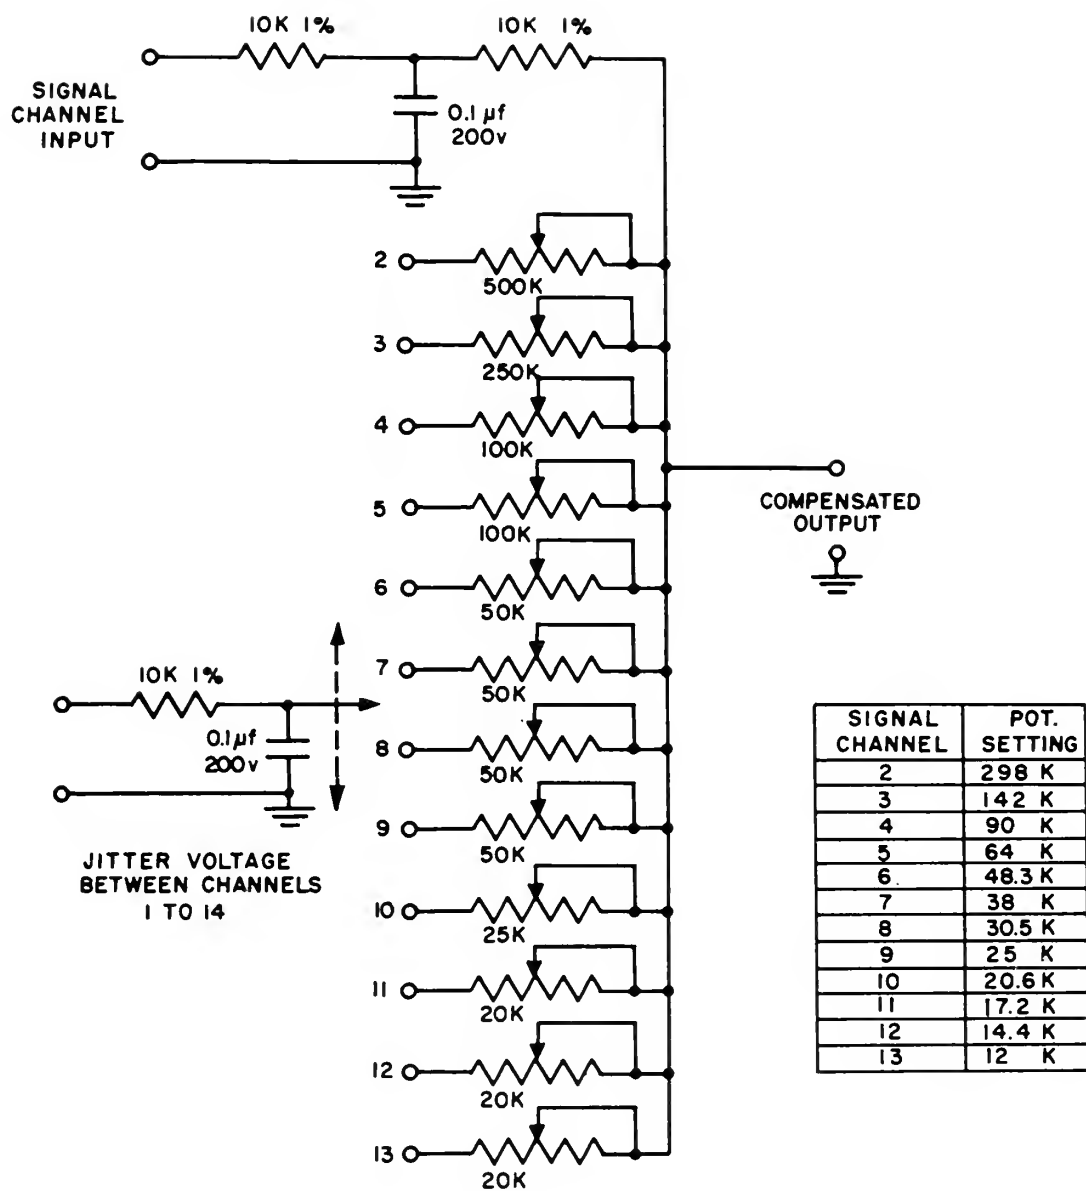 10K 1%
10K 1%
SIGNAL
CHANNEL
INPUT
0.1 µf
200v
2
500K
3
250K
4
100K
5
100K
COMPENSATED
OUTPUT
6
50K
7
50K
10K 1%
0.1µf
200v
8
50K
9
50K
JITTER VOLTAGE
BETWEEN CHANNELS
1 TO 14
10
25K
11
20K
12
20K
13
20K
SIGNAL CHANNEL POT. SETTING
2 298 K
3 142 K
4 90 K
5 64 K
6 48.3 K
7 38 K
8 30.5 K
9 25 K
10 20.6 K
11 17.2 K
12 14.4 K
13 12 K